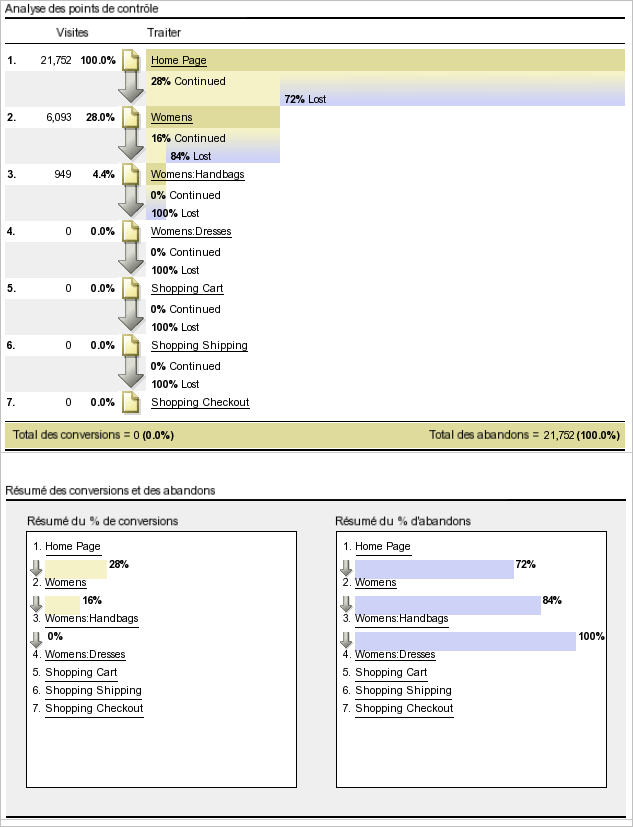 Analyse des points de contrôle
Visites Traiter
1. 21,752 100.0% Home Page
28% Continued
72% Lost
2. 6,093 28.0% Womens
16% Continued
84% Lost
3. 949 4.4% Womens:Handbags
0% Continued
100% Lost
4. 0 0.0% Womens:Dresses
0% Continued
100% Lost
5. 0 0.0% Shopping Cart
0% Continued
100% Lost
6. 0 0.0% Shopping Shipping
0% Continued
100% Lost
7. 0 0.0% Shopping Checkout
Total des conversions = 0 (0.0%) Total des abandons = 21,752 (100.0%)
Résumé des conversions et des abandons
Résumé du % de conversions
1. Home Page
28%
2. Womens
16%
3. Womens:Handbags
0%
4. Womens:Dresses
5. Shopping Cart
6. Shopping Shipping
7. Shopping Checkout
Résumé du % d'abandons
1. Home Page
72%
2. Womens
84%
3. Womens:Handbags
100%
4. Womens:Dresses
5. Shopping Cart
6. Shopping Shipping
7. Shopping Checkout